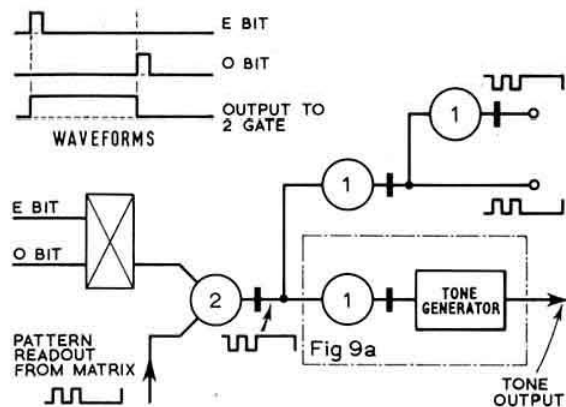 E BIT
O BIT
OUTPUT TO
2 GATE
WAVEFORMS
1
1
E BIT
O BIT
2
1
TONE
GENERATOR
PATTERN
READOUT
FROM MATRIX
Fig 9a
TONE
OUTPUT